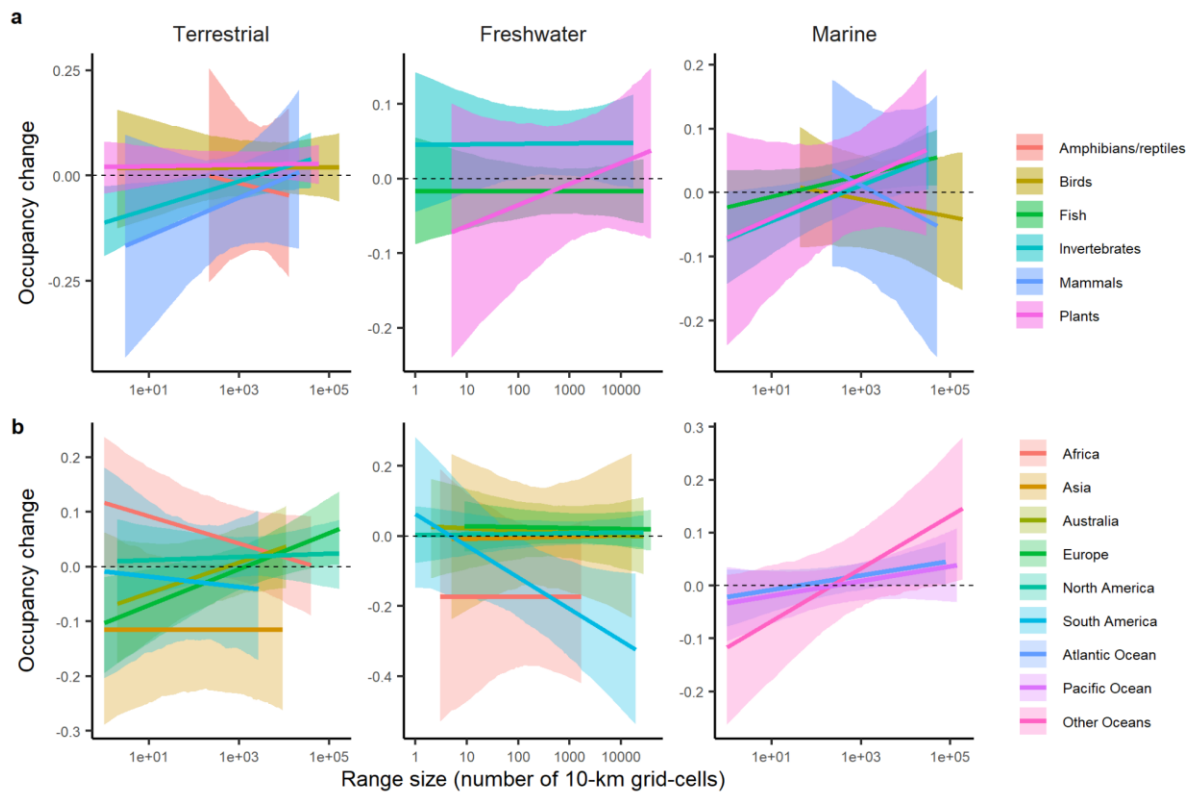 a
Terrestrial
Freshwater
Marine
Occupancy change
0.25
0.00
-0.25
1e+01
1e+03
1e+05
0.1
0.0
-0.1
-0.2
1
10
100
1000
10000
0.2
0.1
0.0
-0.1
-0.2
1e+01
1e+03
1e+05
Amphibians/reptiles
Birds
Fish
Invertebrates
Mammals
Plants
b
Occupancy change
0.2
0.1
0.0
-0.1
-0.2
-0.3
1e+01
1e+03
1e+05
0.2
0.0
-0.2
-0.4
1
10
100
1000
10000
0.3
0.2
0.1
0.0
-0.1
-0.2
1e+01
1e+03
1e+05
Range size (number of 10-km grid-cells)
Africa
Asia
Australia
Europe
North America
South America
Atlantic Ocean
Pacific Ocean
Other Oceans